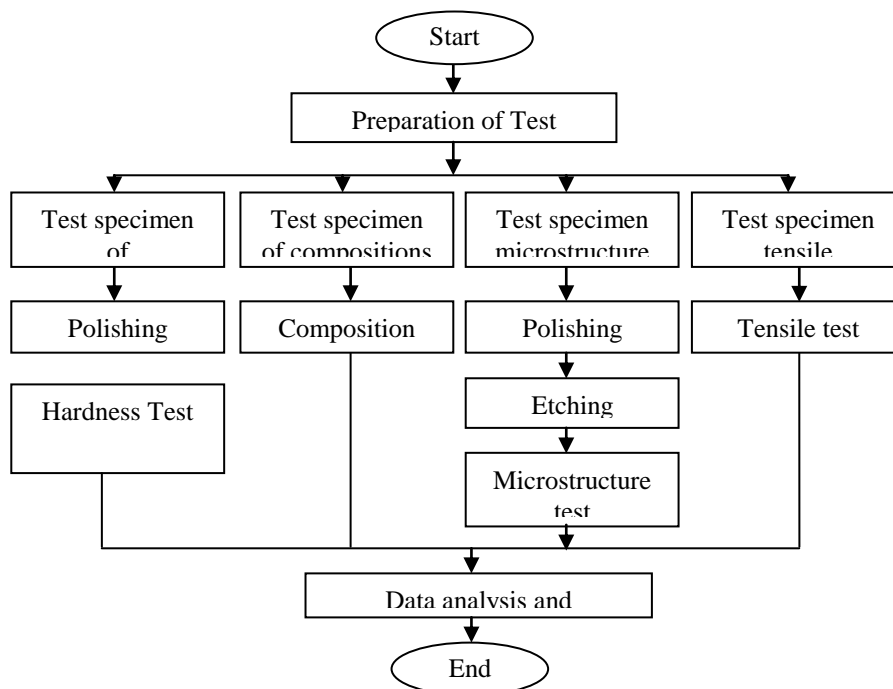 Start
Preparation of Test
Test specimen
of
Test specimen
of compositions
Test specimen
microstructure
Test specimen
tensile
Polishing
Composition
Polishing
Tensile test
Hardness Test
Etching
Microstructure
test
Data analysis and
End